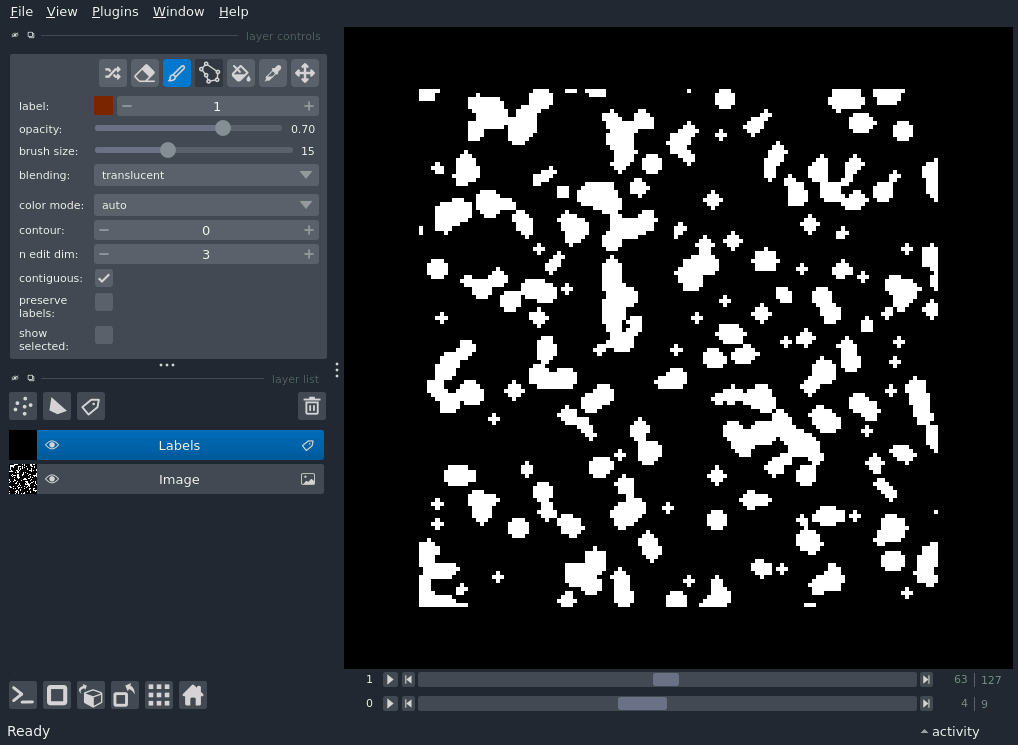 File View Plugins Window Help
layer controls
label: 1
opacity: 0.70
brush size: 15
blending: translucent
color mode: auto
contour: 0
n edit dim: 3
contiguous:
preserve
labels:
show
selected:
layer list
Labels
Image
1 63 127
0 4 9
Ready activity